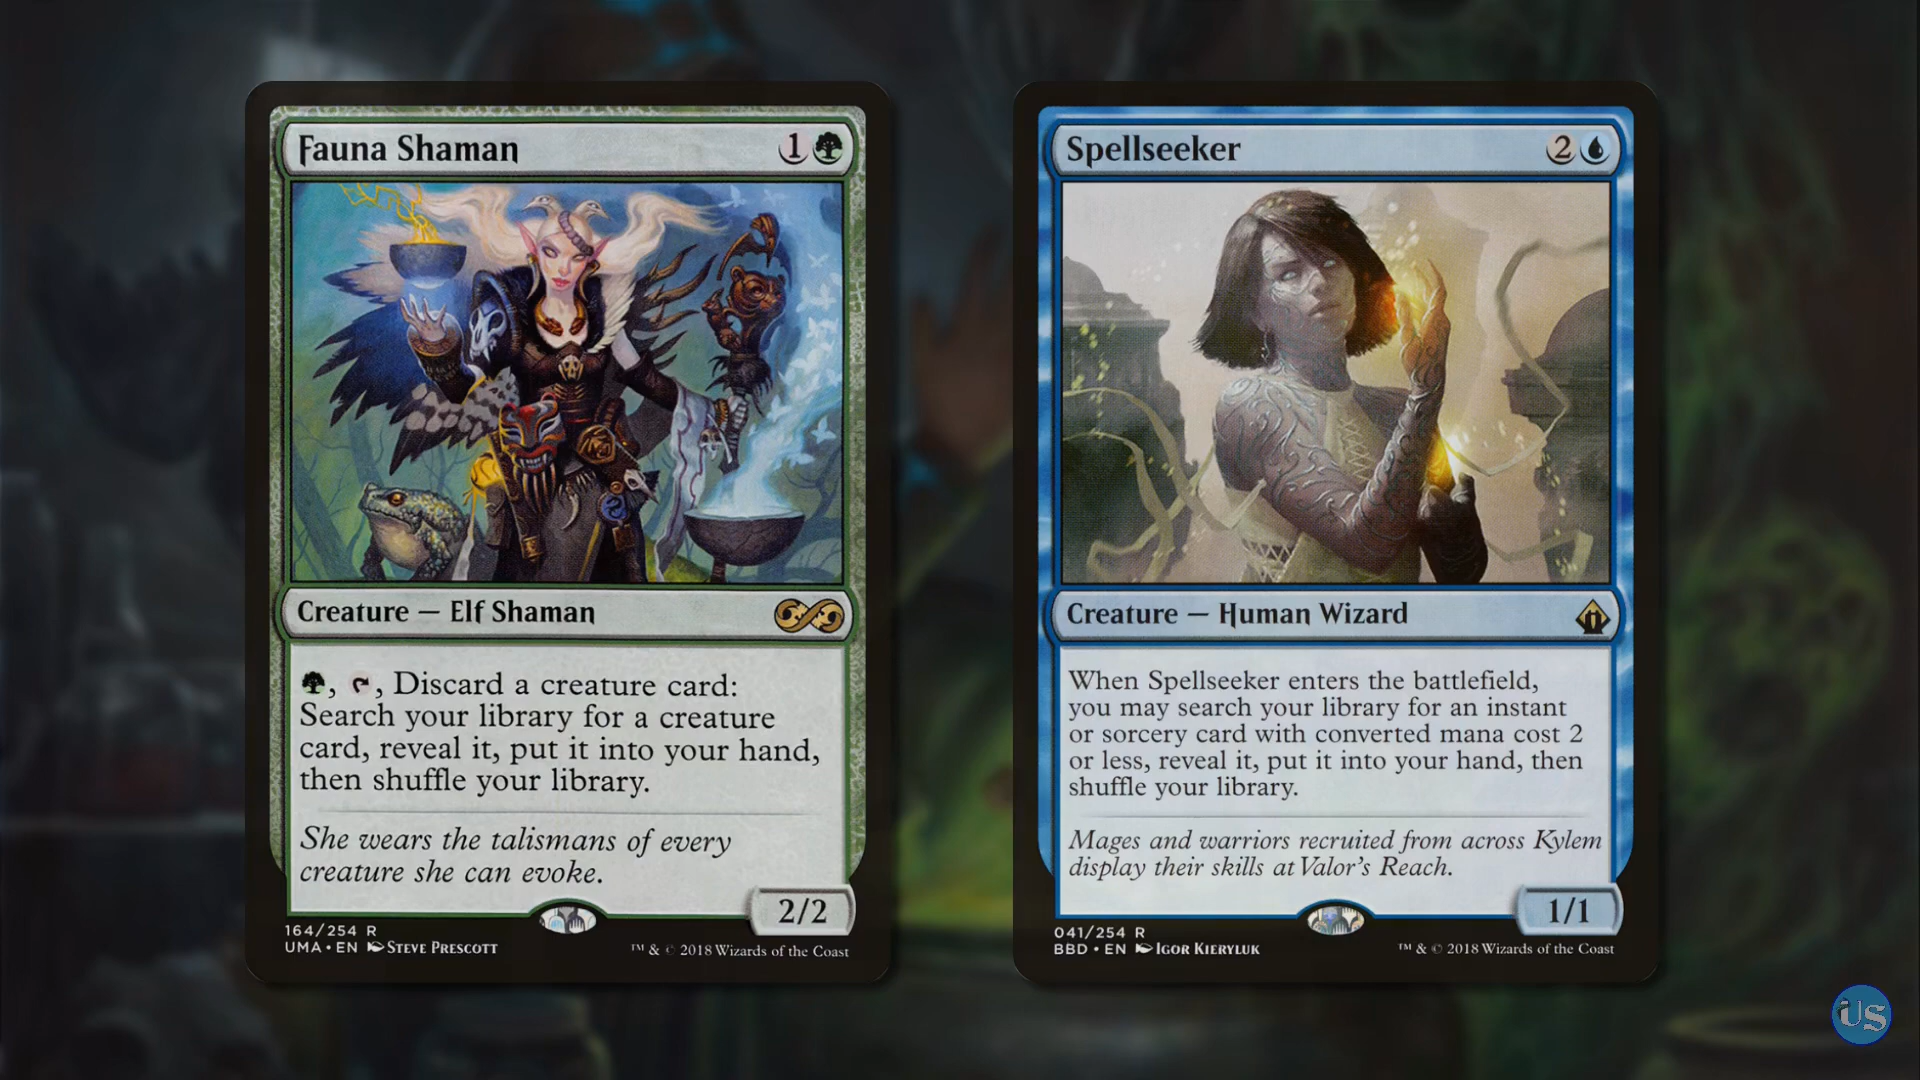 Fauna Shaman
1
Creature — Elf Shaman
, , Discard a creature card:
Search your library for a creature
card, reveal it, put it into your hand,
then shuffle your library.
She wears the talismans of every
creature she can evoke.
2/2
164/254 R
UMA • EN STEVE PRESCOTT
™ & © 2018 Wizards of the Coast
Spellseeker
2
Creature — Human Wizard
When Spellseeker enters the battlefield,
you may search your library for an instant
or sorcery card with converted mana cost 2
or less, reveal it, put it into your hand, then
shuffle your library.
Mages and warriors recruited from across Kylem
display their skills at Valor's Reach.
1/1
041/254 R
BBD • EN IGOR KIERYLUK
™ & © 2018 Wizards of the Coast
US